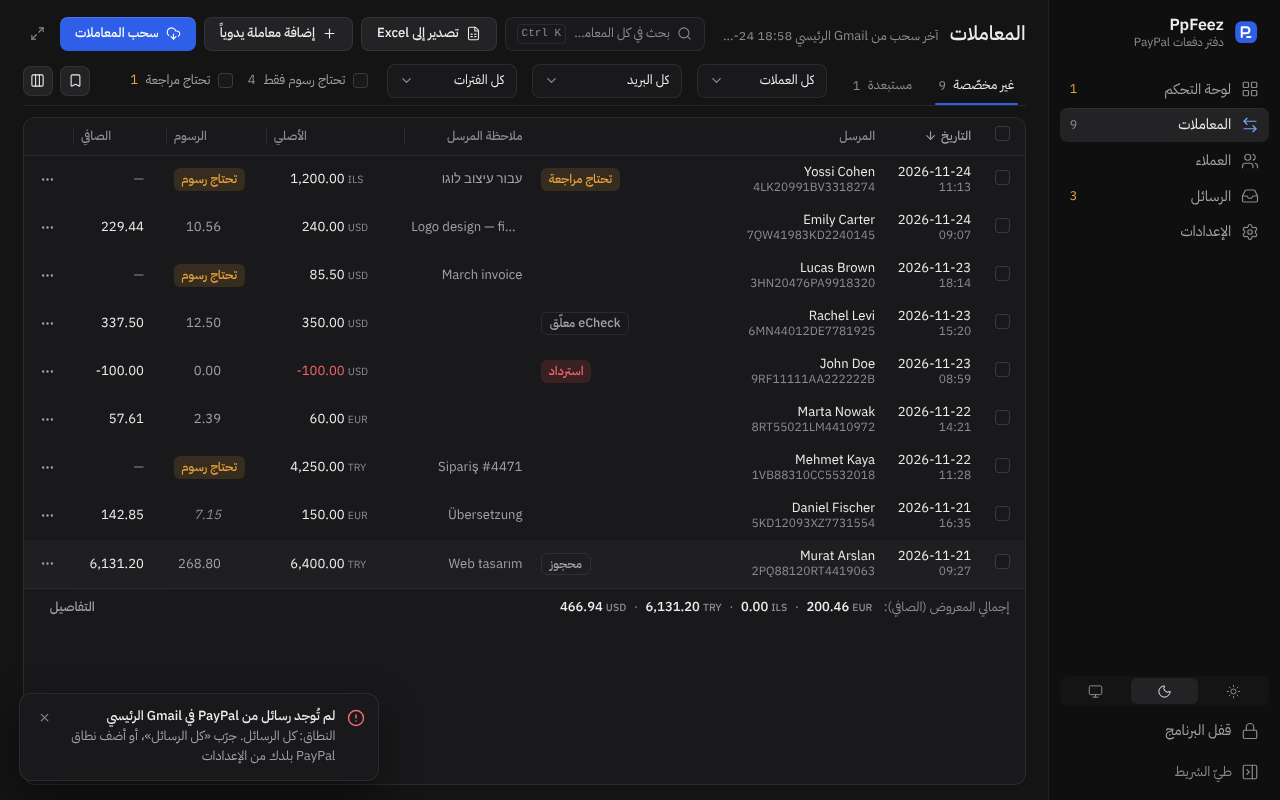 PpFeez
دفتر دفعات PayPal
لوحة التحكم 1
المعاملات 9
العملاء
الرسائل 3
الإعدادات
قفل البرنامج
طيّ الشريط
المعاملات
آخر سحب من Gmail الرئيسي 18:58 24-...
بحث في كل المعام... Ctrl K
تصدير إلى Excel
إضافة معاملة يدوياً
سحب المعاملات
غير مخصّصة 9
مستبعدة 1
كل العملات
كل البريد
كل الفترات
تحتاج رسوم فقط 4
تحتاج مراجعة 1
التاريخ ↓ المرسل ملاحظة المرسل الأصلي الرسوم الصافي
2026-11-24 Yossi Cohen تحتاج مراجعة עבור עיצוב לוגו 1,200.00 ILS تحتاج رسوم —
11:13 4LK20991BV3318274
2026-11-24 Emily Carter Logo design — fi... 240.00 USD 10.56 229.44
09:07 7QW41983KD2240145
2026-11-23 Lucas Brown March invoice 85.50 USD تحتاج رسوم —
18:14 3HN20476PA9918320
2026-11-23 Rachel Levi eCheck معلّق 350.00 USD 12.50 337.50
15:20 6MN44012DE7781925
2026-11-23 John Doe استرداد -100.00 USD 0.00 -100.00
08:59 9RF11111AA222222B
2026-11-22 Marta Nowak 60.00 EUR 2.39 57.61
14:21 8RT55021LM4410972
2026-11-22 Mehmet Kaya Sipariş #4471 4,250.00 TRY تحتاج رسوم —
11:28 1VB88310CC5532018
2026-11-21 Daniel Fischer Übersetzung 150.00 EUR 7.15 142.85
16:35 5KD12093XZ7731554
2026-11-21 Murat Arslan محجوز Web tasarım 6,400.00 TRY 268.80 6,131.20
09:27 2PQ88120RT4419063
إجمالي المعروض (الصافي): 200.46 EUR · 0.00 ILS · 6,131.20 TRY · 466.94 USD التفاصيل
لم تُوجد رسائل من PayPal في Gmail الرئيسي
النطاق: كل الرسائل. جرّب «كل الرسائل»، أو أضف نطاق
PayPal بلدك من الإعدادات